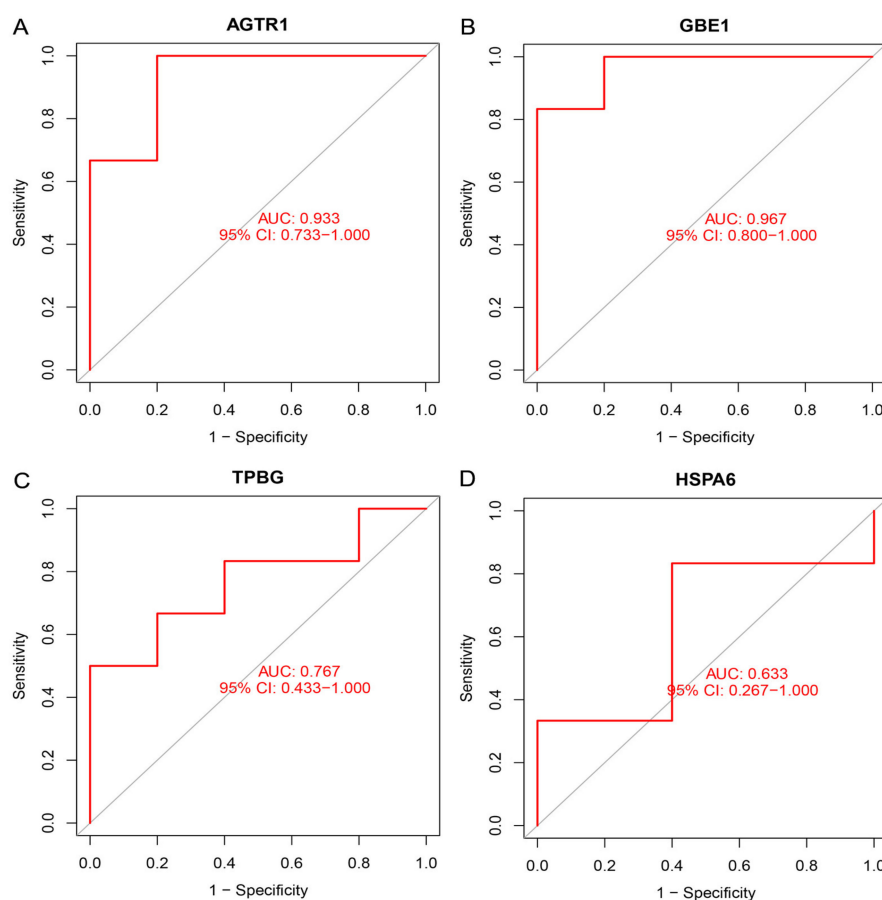 A
AGTR1
Sensitivity
1.0
0.8
0.6
0.4
0.2
0.0
AUC: 0.933
95% CI: 0.733−1.000
0.0 0.2 0.4 0.6 0.8 1.0
1 − Specificity
B
GBE1
Sensitivity
1.0
0.8
0.6
0.4
0.2
0.0
AUC: 0.967
95% CI: 0.800−1.000
0.0 0.2 0.4 0.6 0.8 1.0
1 − Specificity
C
TPBG
Sensitivity
1.0
0.8
0.6
0.4
0.2
0.0
AUC: 0.767
95% CI: 0.433−1.000
0.0 0.2 0.4 0.6 0.8 1.0
1 − Specificity
D
HSPA6
Sensitivity
1.0
0.8
0.6
0.4
0.2
0.0
AUC: 0.633
95% CI: 0.267−1.000
0.0 0.2 0.4 0.6 0.8 1.0
1 − Specificity